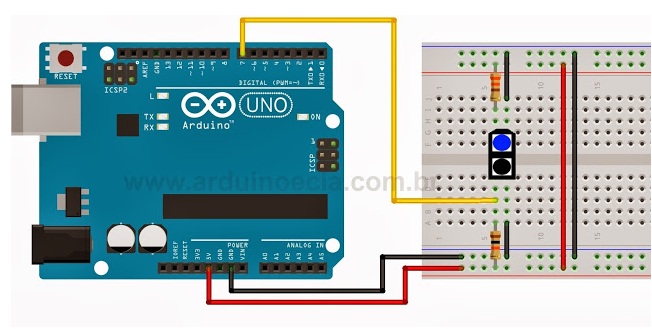 RESET
ICSP2
AREF
GND
13
12
~11
~10
~9
8
7
~6
~5
4
~3
2
TX►1
RX◄0
DIGITAL (PWM=~)
L
TX
RX
UNO
Arduino™
ON
ICSP
1
www.arduinoecia.com.br
IOREF
RESET
3V3
5V
GND
GND
VIN
POWER
ANALOG IN
A0
A1
A2
A3
A4
A5
1
5
10
15
A
B
F
G
H
I
J
1
5
10
15